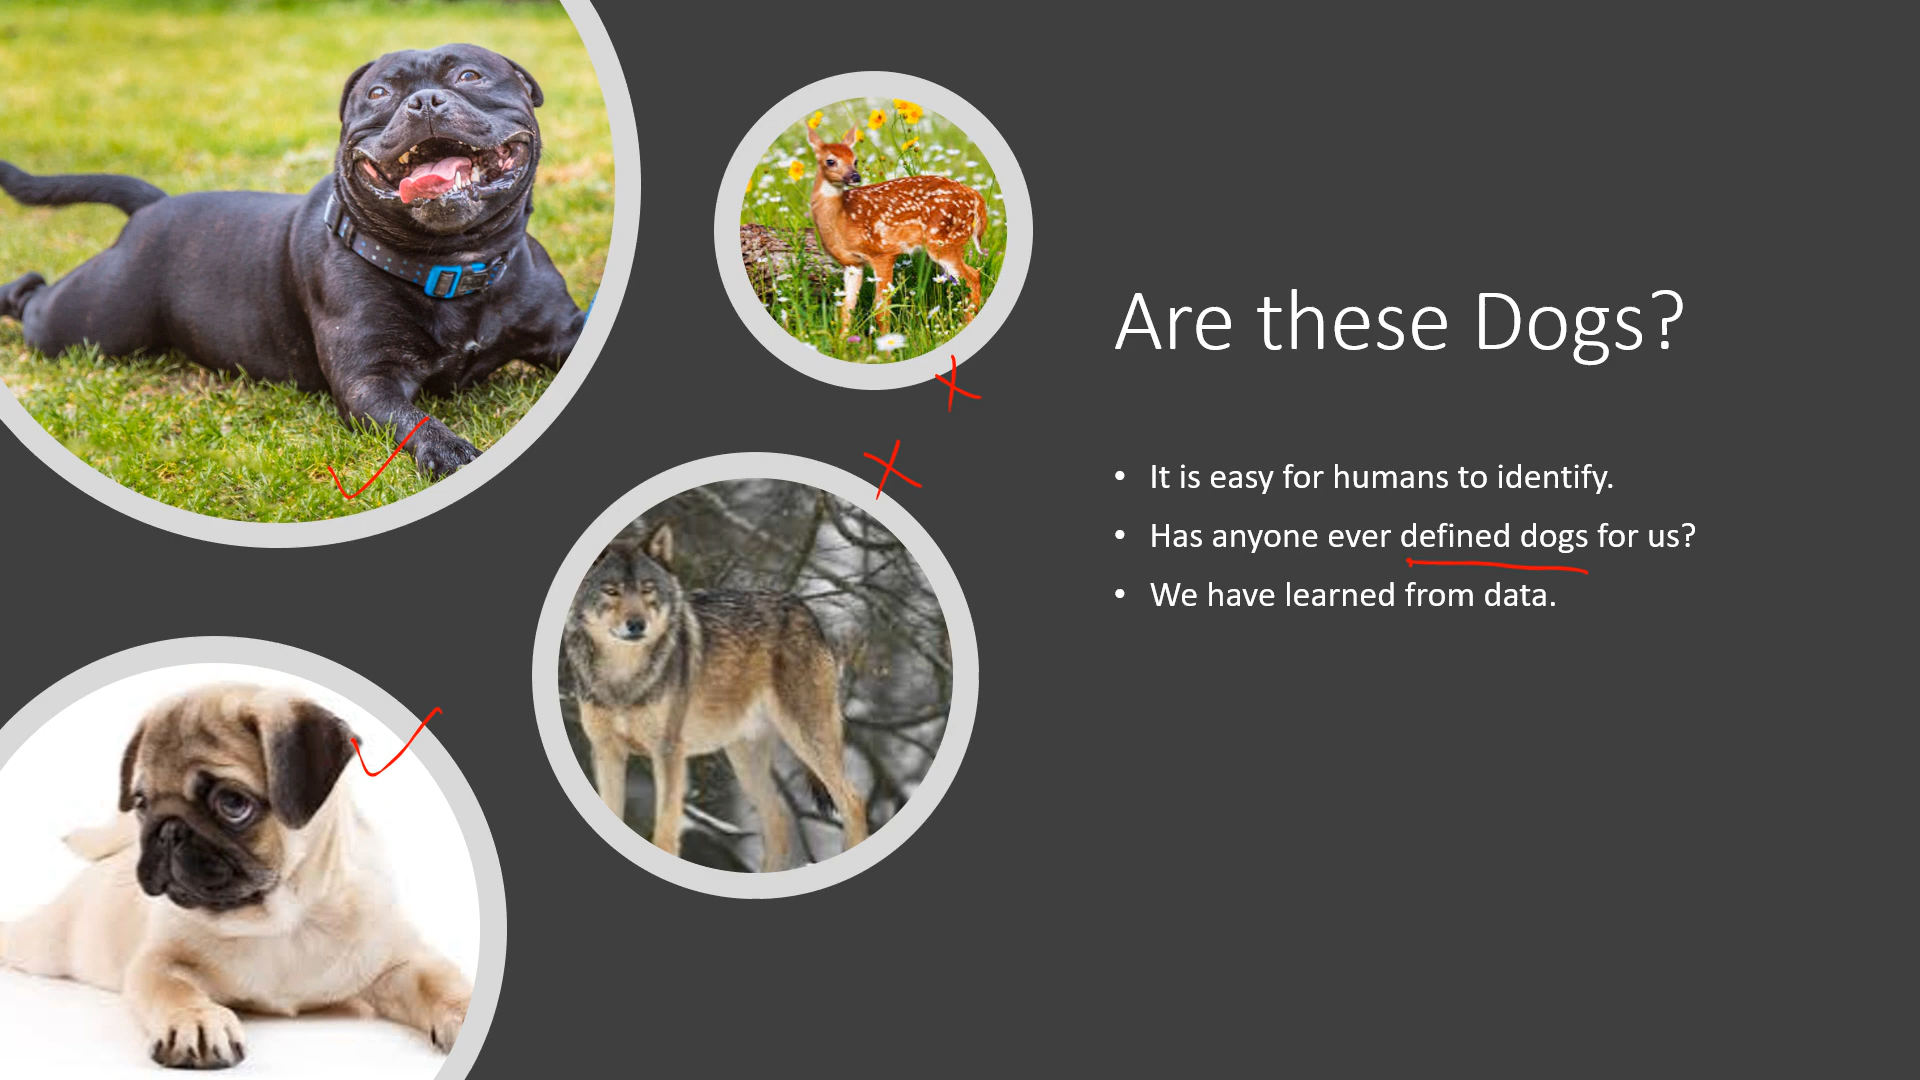 Are these Dogs?
• It is easy for humans to identify.
• Has anyone ever defined dogs for us?
• We have learned from data.